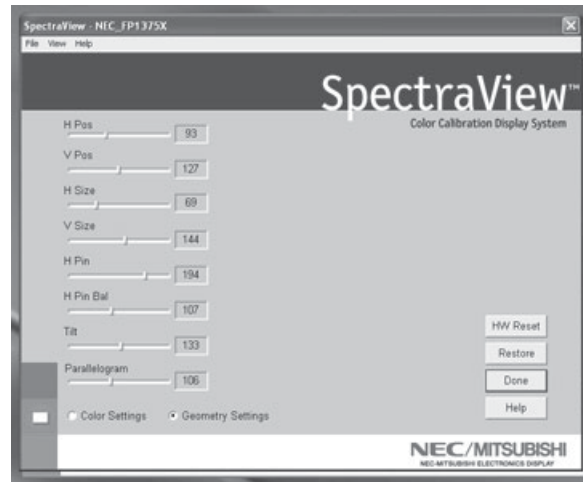 SpectraView - NEC_FP1375X
File View Help
SpectraView™
Color Calibration Display System
H Pos
93
V Pos
127
H Size
69
V Size
144
H Pin
194
H Pin Bal
107
Tilt
133
Parallelogram
106
Color Settings Geometry Settings
HW Reset
Restore
Done
Help
NEC/MITSUBISHI
NEC-MITSUBISHI ELECTRONICS DISPLAY